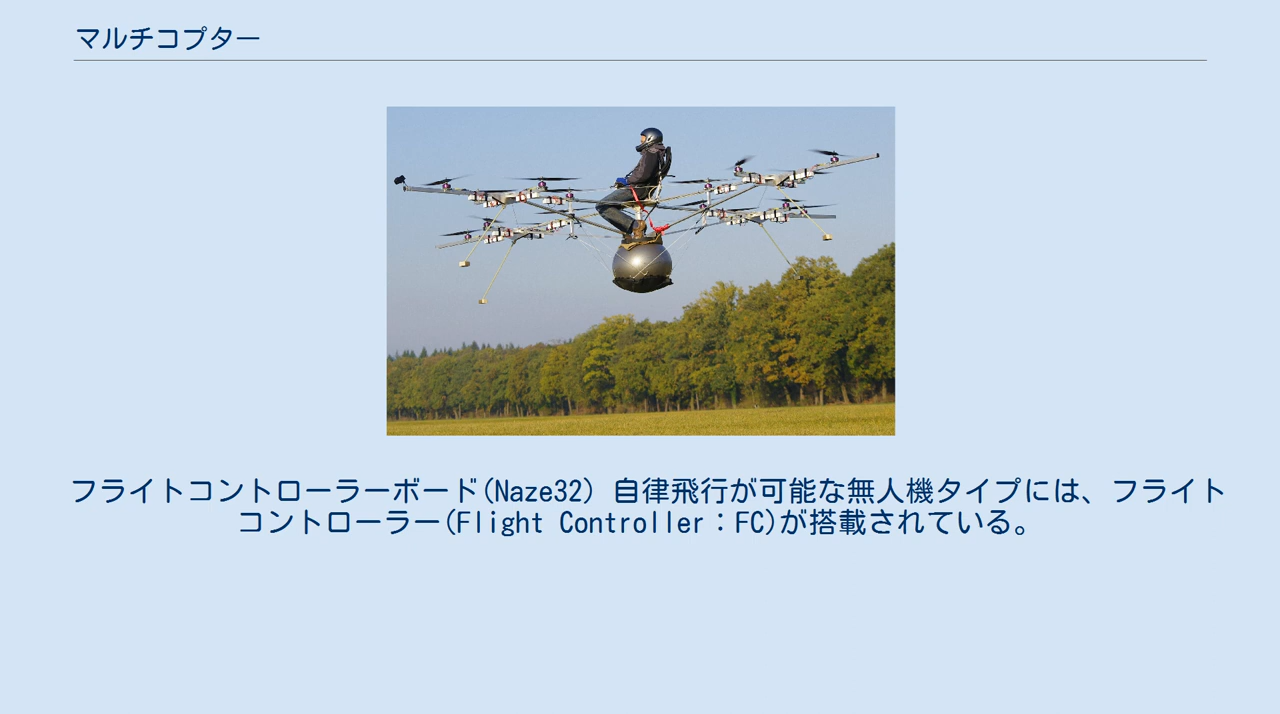 マルチコプター
フライトコントローラーボード(Naze32) 自律飛行が可能な無人機タイプには、フライト
コントローラー(Flight Controller：FC)が搭載されている。